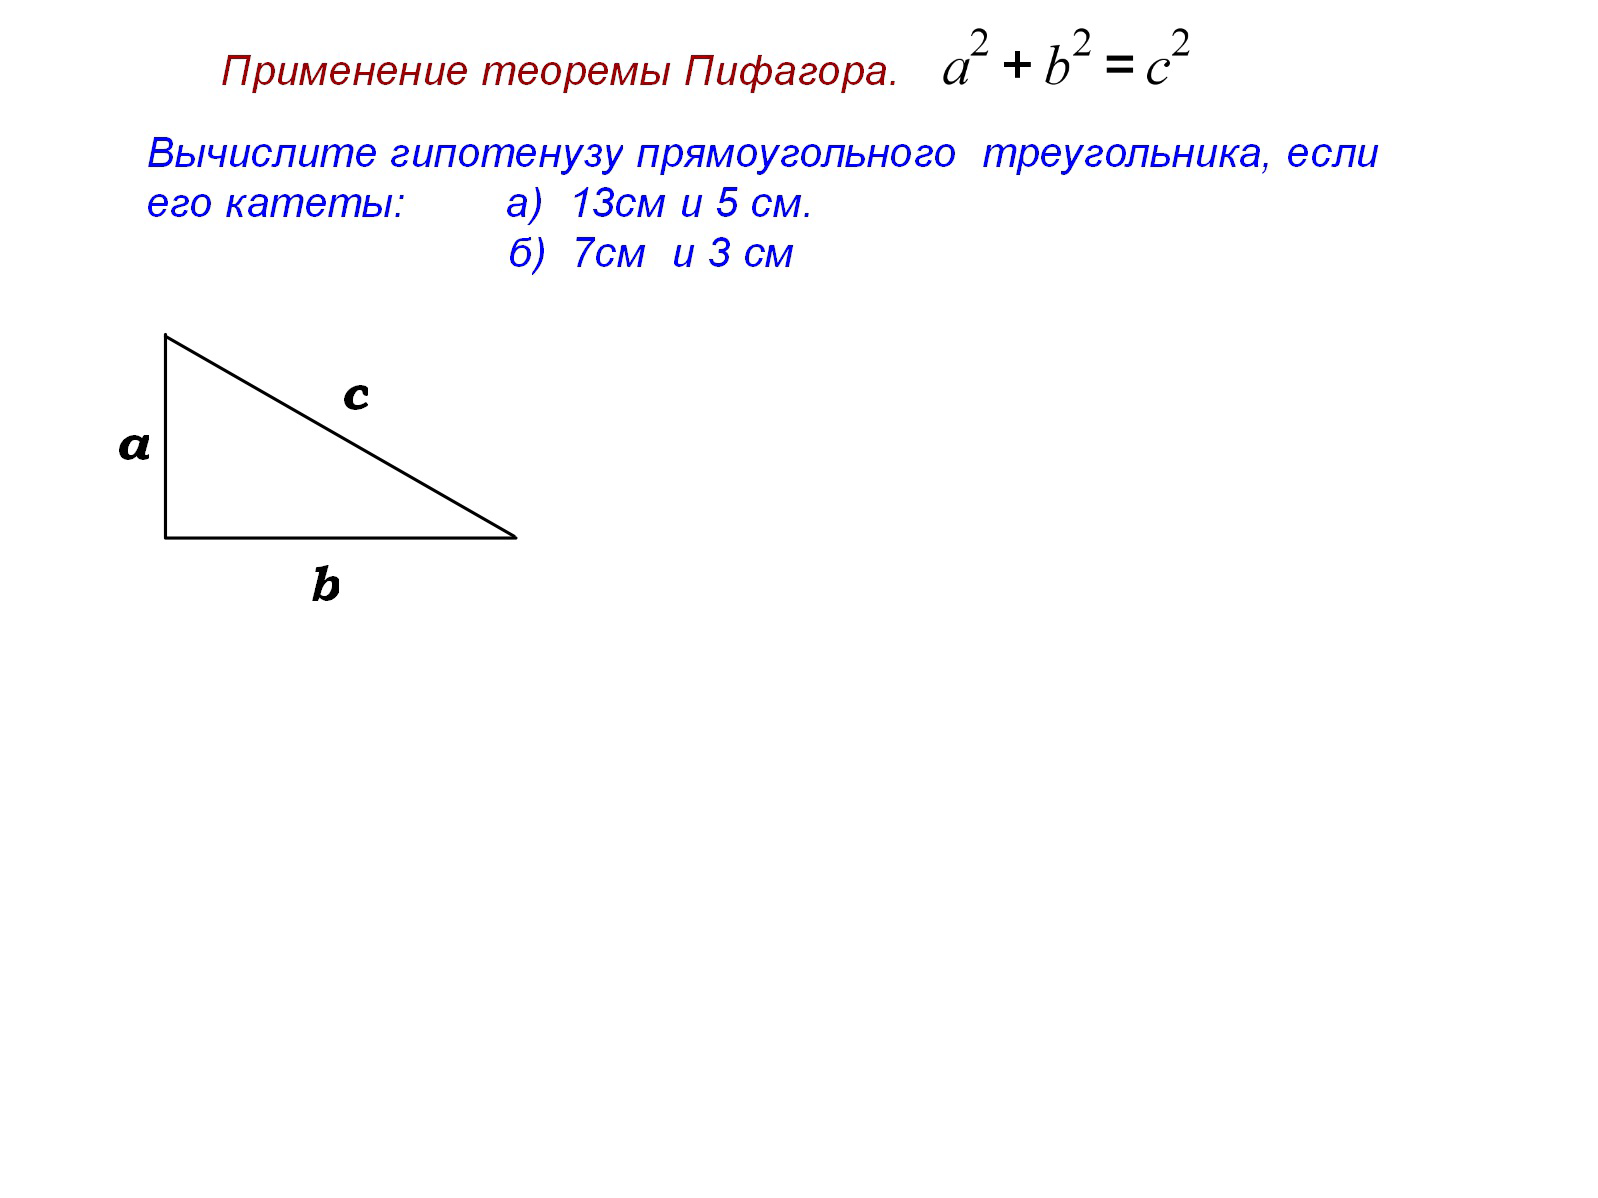 Применение теоремы Пифагора. a² + b² = c²
Вычислите гипотенузу прямоугольного треугольника, если
его катеты: а) 13см и 5 см.
б) 7см и 3 см
c
a
b